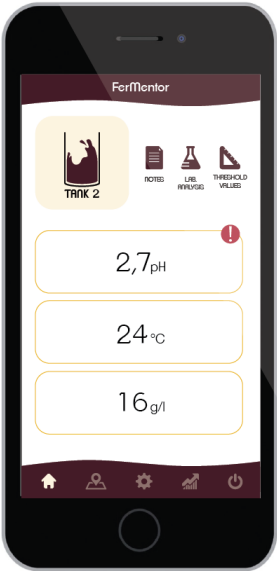 FerMentor
TANK 2
NOTES
LAB.
ANALYSIS
THRESHOLD
VALUES
!
2,7pH
24°C
16g/l